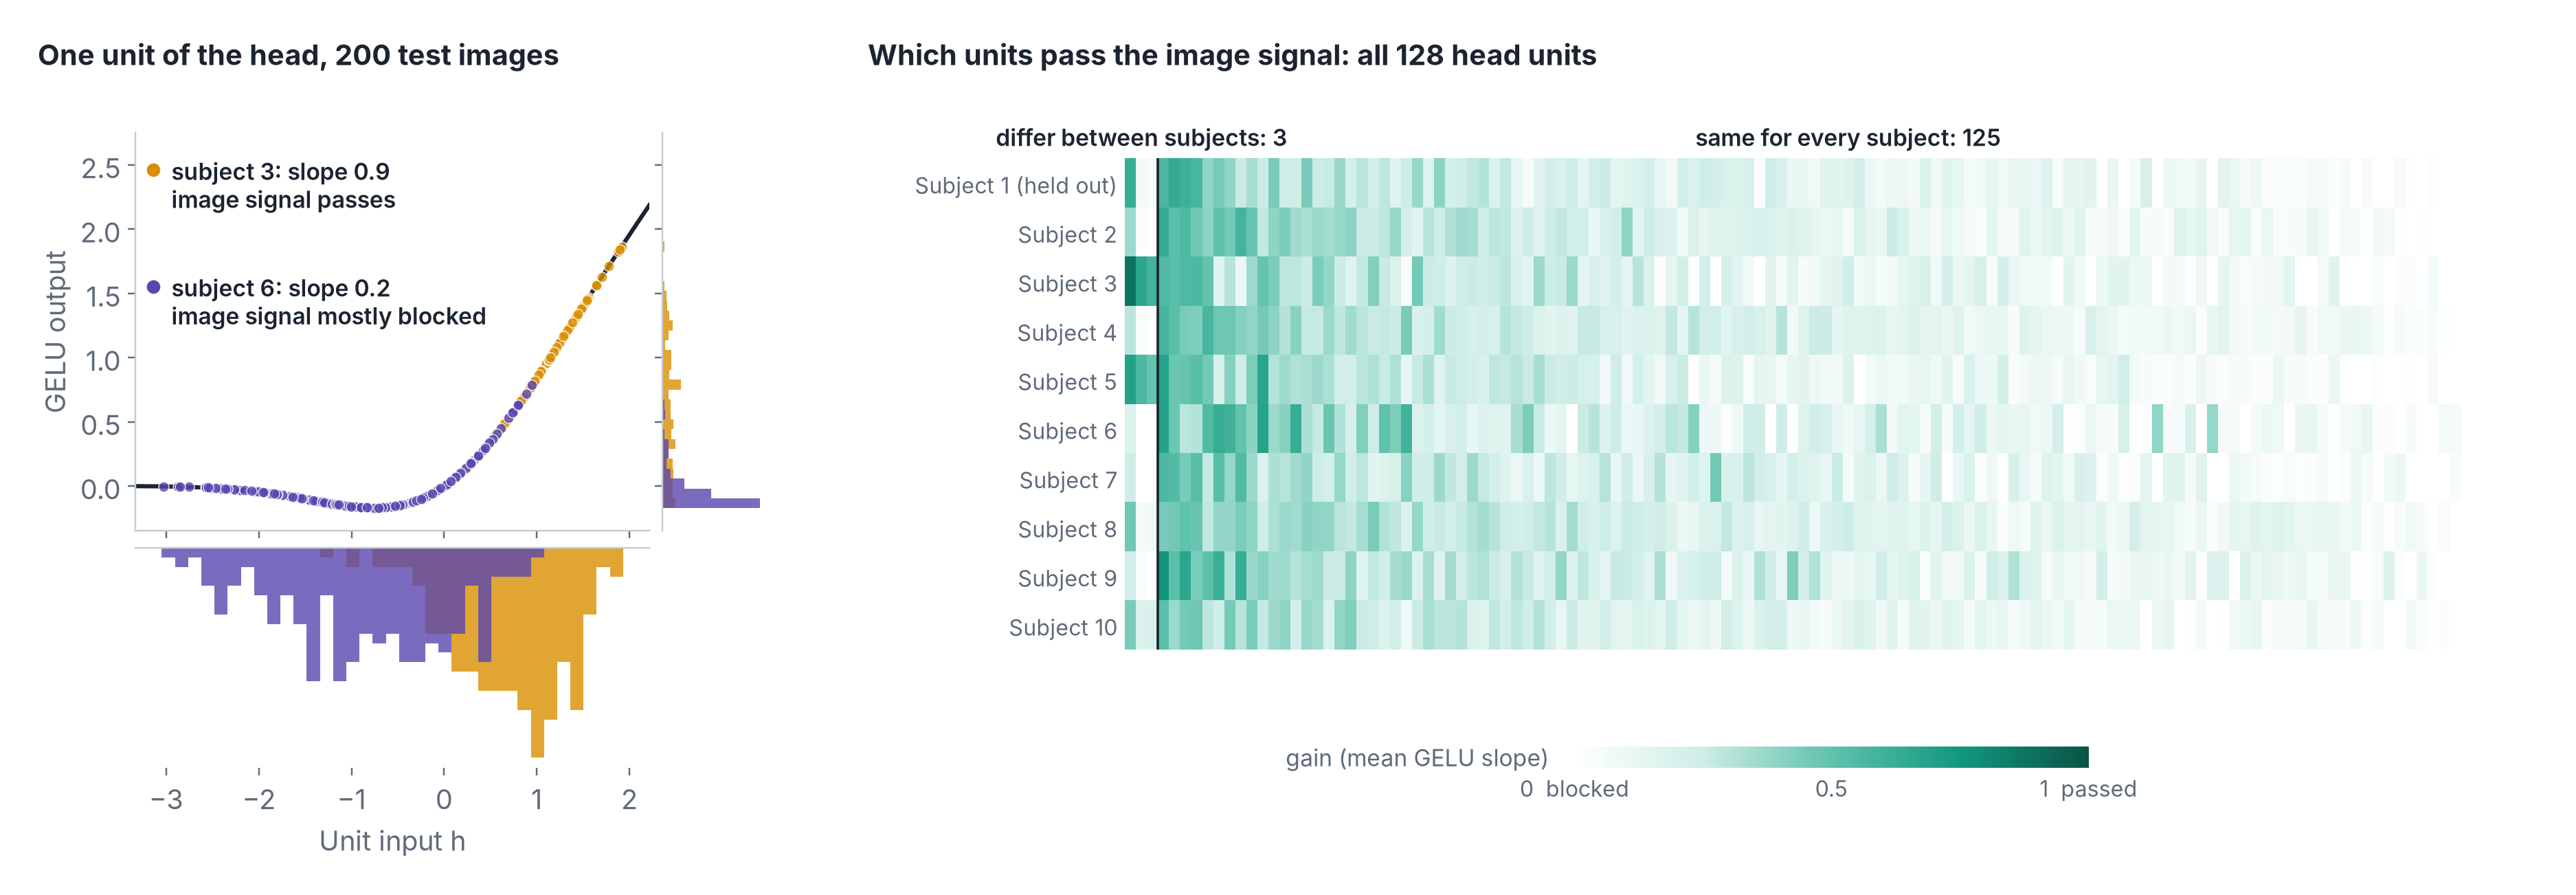 One unit of the head, 200 test images
2.5
2.0
1.5
1.0
0.5
0.0
GELU output
subject 3: slope 0.9
image signal passes
subject 6: slope 0.2
image signal mostly blocked
−3
−2
−1
0
1
2
Unit input h
Which units pass the image signal: all 128 head units
differ between subjects: 3
same for every subject: 125
Subject 1 (held out)
Subject 2
Subject 3
Subject 4
Subject 5
Subject 6
Subject 7
Subject 8
Subject 9
Subject 10
gain (mean GELU slope)
0 blocked
0.5
1 passed